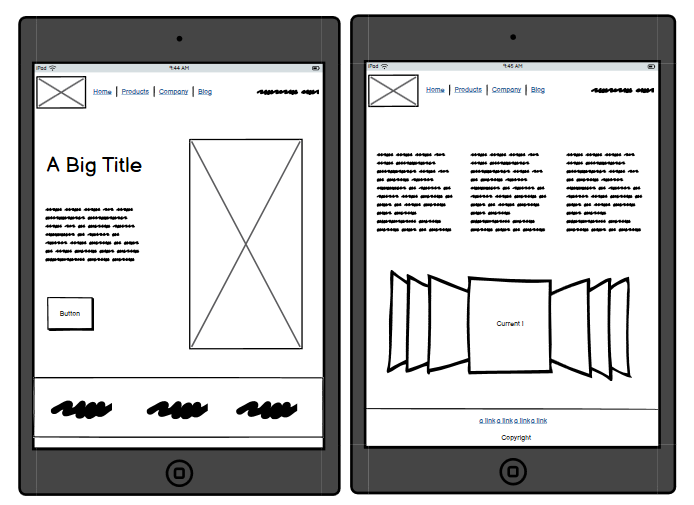 iPad 9:44 AM
Home Products Company Blog
A Big Title
Button
iPad 9:45 AM
Home Products Company Blog
Current I
a link a link a link a link
Copyright